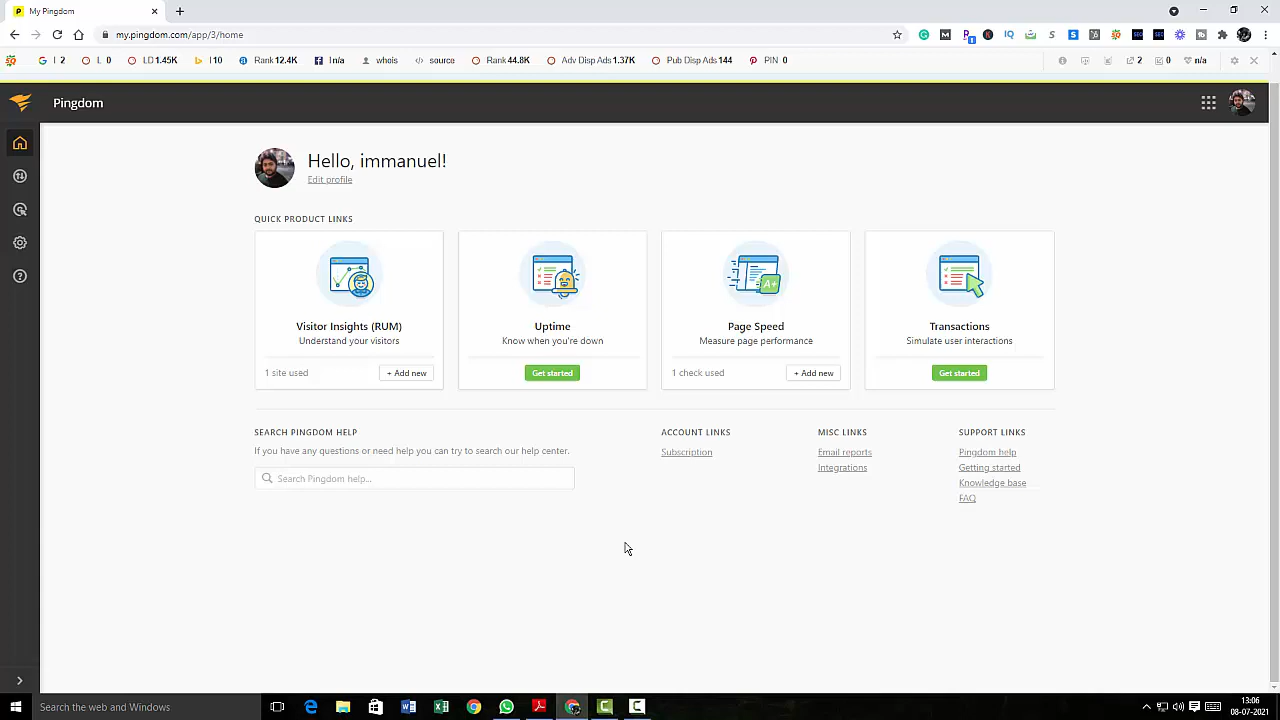 My Pingdom
my.pingdom.com/app/3/home
I 2
L 0
LD 1.45K
I 10
Rank 12.4K
I n/a
whois
source
Rank 44.8K
Adv Disp Ads 1.37K
Pub Disp Ads 144
PIN 0
2
0
n/a
Pingdom
Hello, immanuel!
Edit profile
QUICK PRODUCT LINKS
Visitor Insights (RUM)
Understand your visitors
1 site used
+ Add new
Uptime
Know when you're down
Get started
A+
Page Speed
Measure page performance
1 check used
+ Add new
Transactions
Simulate user interactions
Get started
SEARCH PINGDOM HELP
If you have any questions or need help you can try to search our help center.
Search Pingdom help...
ACCOUNT LINKS
Subscription
MISC LINKS
Email reports
Integrations
SUPPORT LINKS
Pingdom help
Getting started
Knowledge base
FAQ
Search the web and Windows
13:06
08-07-2021